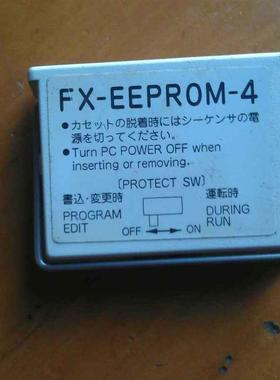 FX-EEPROM-4
●カセットの脱着時にはシーケンサの電
源を切ってください。
●Turn PC POWER OFF when
inserting or removing.
〔PROTECT SW〕
書込・変更時 運転時
PROGRAM DURING
EDIT OFF ON RUN